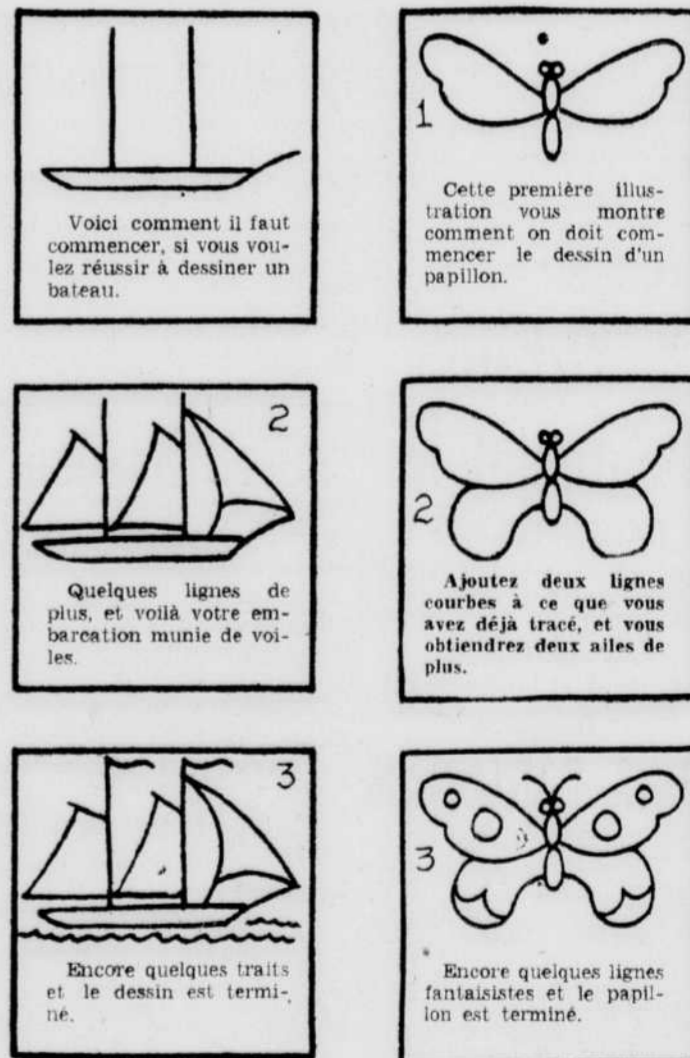 Voici comment il faut
commencer, si vous vou-
lez réussir à dessiner un
bateau.
2
Quelques lignes de
plus, et voilà votre em-
barcation munie de voi-
les.
3
Encore quelques traits
et le dessin est termi-
né.
1
Cette première illus-
tration vous montre
comment on doit com-
mencer le dessin d'un
papillon.
2
Ajoutez deux lignes
courbes à ce que vous
avez déjà tracé, et vous
obtiendrez deux ailes de
plus.
3
Encore quelques lignes
fantaisistes et le papil-
lon est terminé.